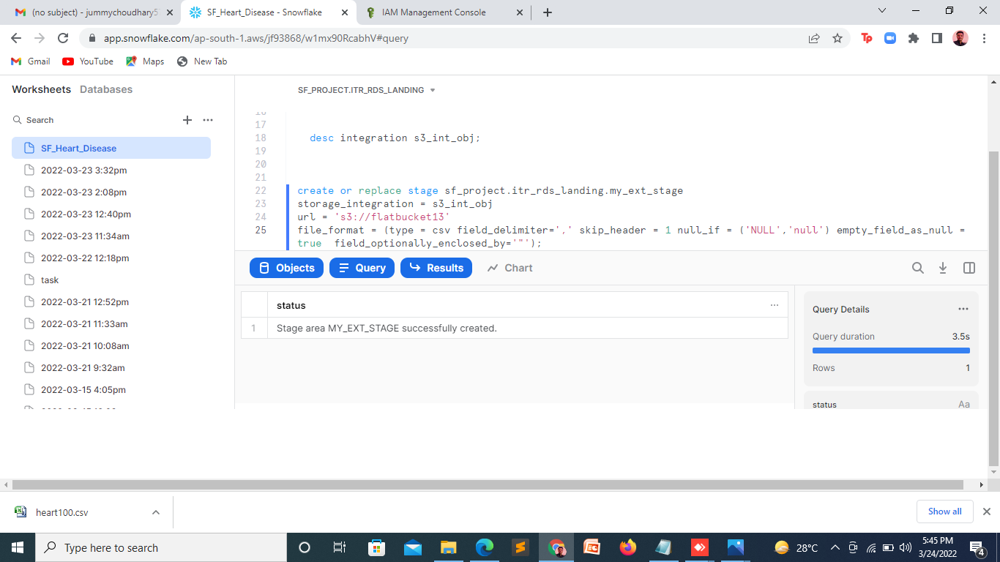 (no subject) - jummychoudhary5
SF_Heart_Disease - Snowflake
IAM Management Console
app.snowflake.com/ap-south-1.aws/jf93868/w1mx90RcabhV#query
Gmail
YouTube
Maps
New Tab
Worksheets
Databases
Search
SF_Heart_Disease
2022-03-23 3:32pm
2022-03-23 2:08pm
2022-03-23 12:40pm
2022-03-23 11:34am
2022-03-22 12:18pm
task
2022-03-21 12:52pm
2022-03-21 11:33am
2022-03-21 10:08am
2022-03-21 9:32am
2022-03-15 4:05pm
SF_PROJECT.ITR_RDS_LANDING
16
17
18 desc integration s3_int_obj;
19
20
21
22 create or replace stage sf_project.itr_rds_landing.my_ext_stage
23 storage_integration = s3_int_obj
24 url = 's3://flatbucket13'
25 file_format = (type = csv field_delimiter=',' skip_header = 1 null_if = ('NULL','null') empty_field_as_null =
true  field_optionally_enclosed_by='"');
Objects
Query
Results
Chart
status
1 Stage area MY_EXT_STAGE successfully created.
Query Details
Query duration 3.5s
Rows 1
status Aa
heart100.csv
Show all
Type here to search
28°C
5:45 PM
3/24/2022
4